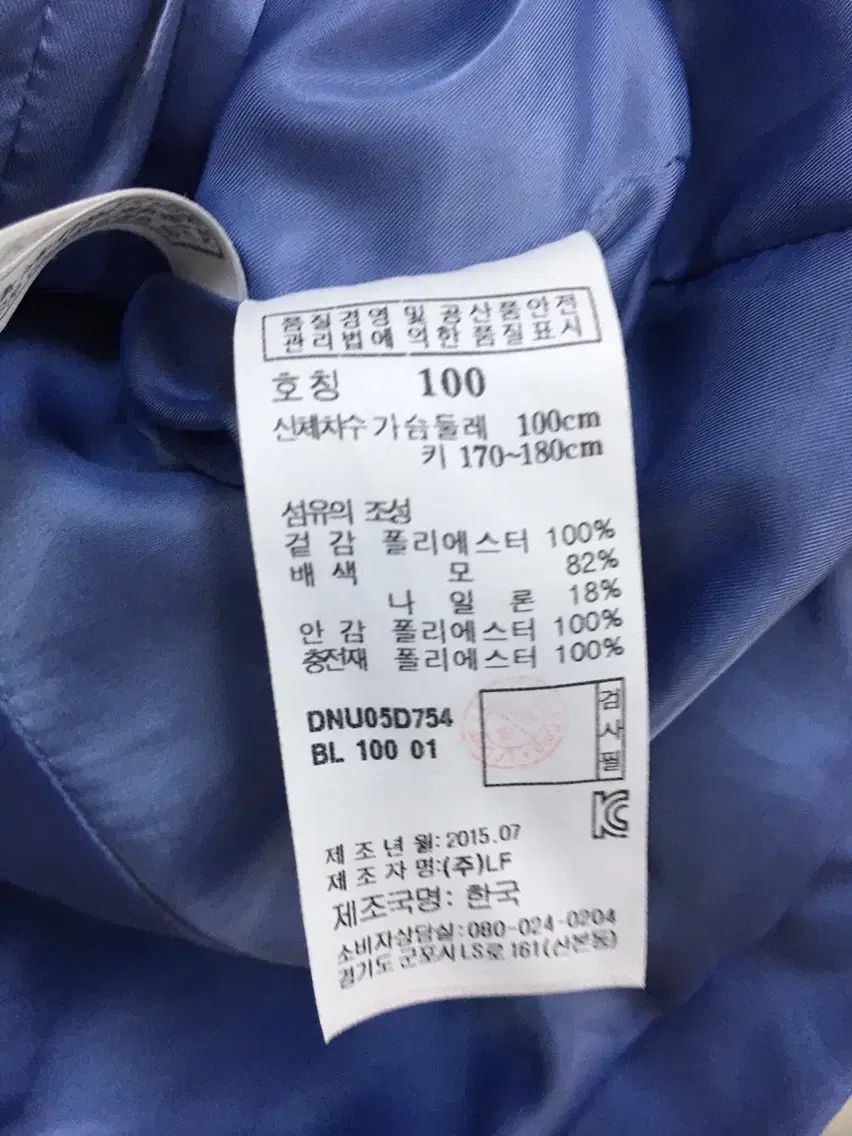 품질경영 및 공산품안전
관리법에 의한 품질표시
호칭 100
신체치수 가슴둘레 100cm
키 170~180cm
섬유의 조성
겉감 폴리에스터 100%
배색 모 82%
나일론 18%
안감 폴리에스터 100%
충전재 폴리에스터 100%
DNU05D754
BL 100 01
검사필
제조년월:2015.07
제조자명:(주)LF
제조국명: 한국
소비자상담실:080-024-0204
경기도 군포시 LS로 161(산본동)